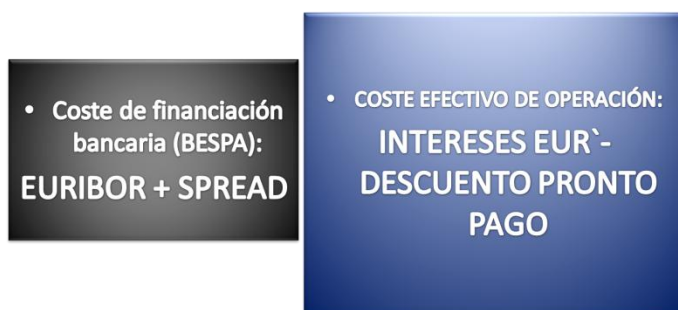 • Coste de financiación
bancaria (BESPA):
EURIBOR + SPREAD
• COSTE EFECTIVO DE OPERACIÓN:
INTERESES EUR`-
DESCUENTO PRONTO
PAGO